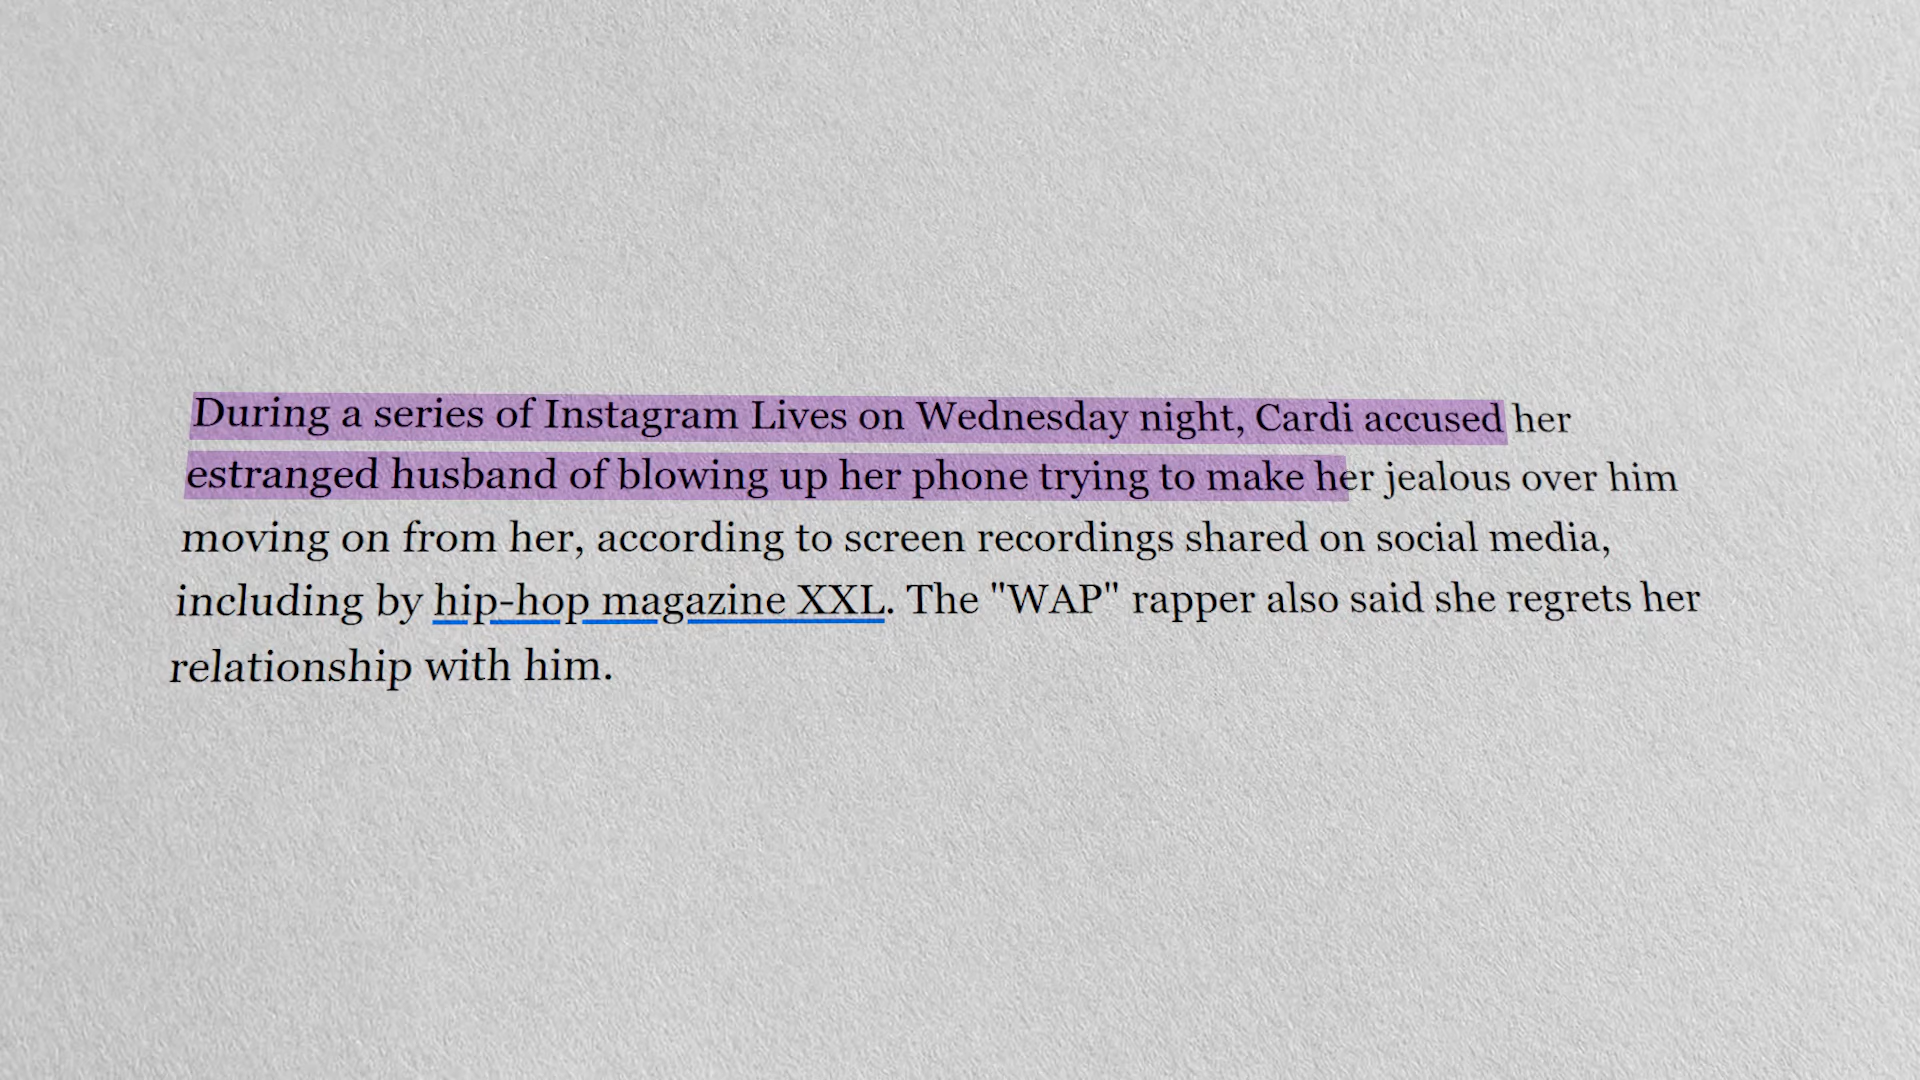 During a series of Instagram Lives on Wednesday night, Cardi accused her
estranged husband of blowing up her phone trying to make her jealous over him
moving on from her, according to screen recordings shared on social media,
including by hip-hop magazine XXL. The "WAP" rapper also said she regrets her
relationship with him.